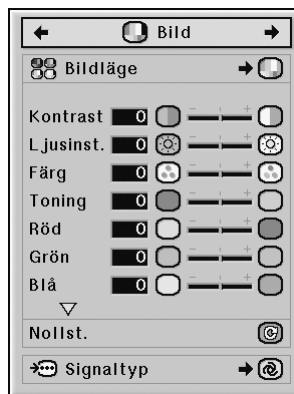 Bild
Bildläge
Kontrast 0
Ljusinst. 0
Färg 0
Toning 0
Röd 0
Grön 0
Blå 0
Nollst.
Signaltyp